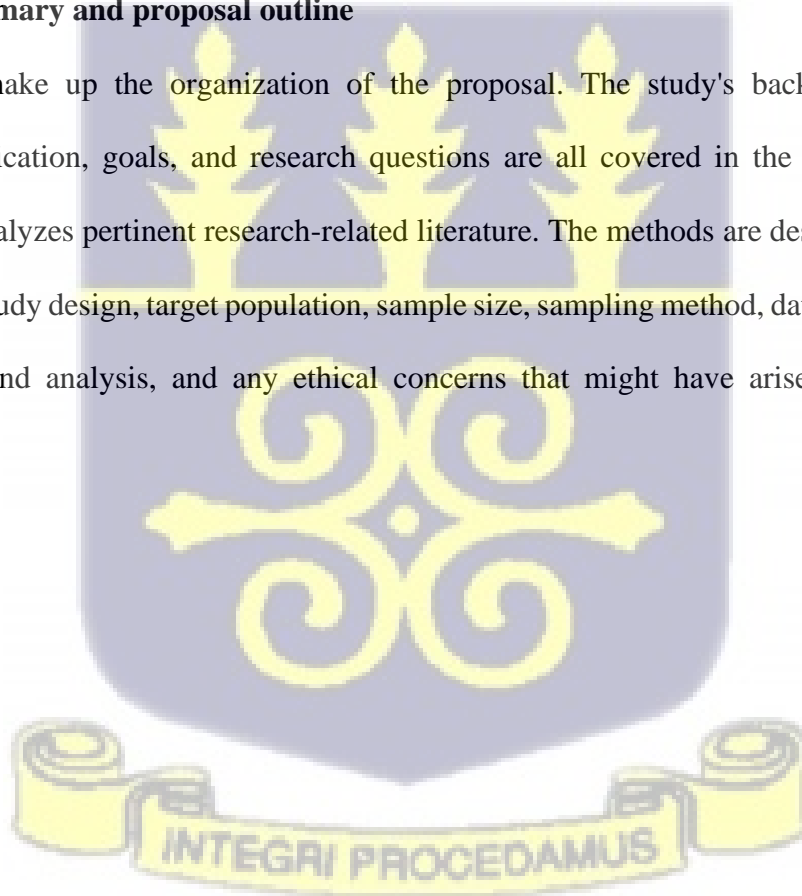 mary and proposal outline
make up the organization of the proposal. The study's back
ication, goals, and research questions are all covered in the
alyzes pertinent research-related literature. The methods are des
udy design, target population, sample size, sampling method, da
nd analysis, and any ethical concerns that might have arise
INTEGRI PROCEDAMUS